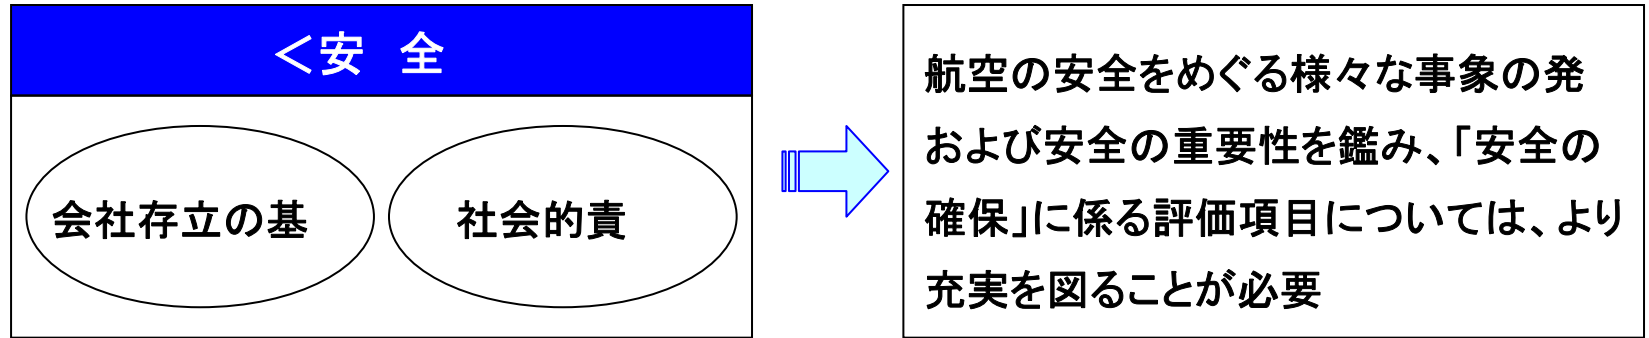 ＜安　全
会社存立の基
社会的責
航空の安全をめぐる様々な事象の発
および安全の重要性を鑑み、「安全の
確保」に係る評価項目については、より
充実を図ることが必要